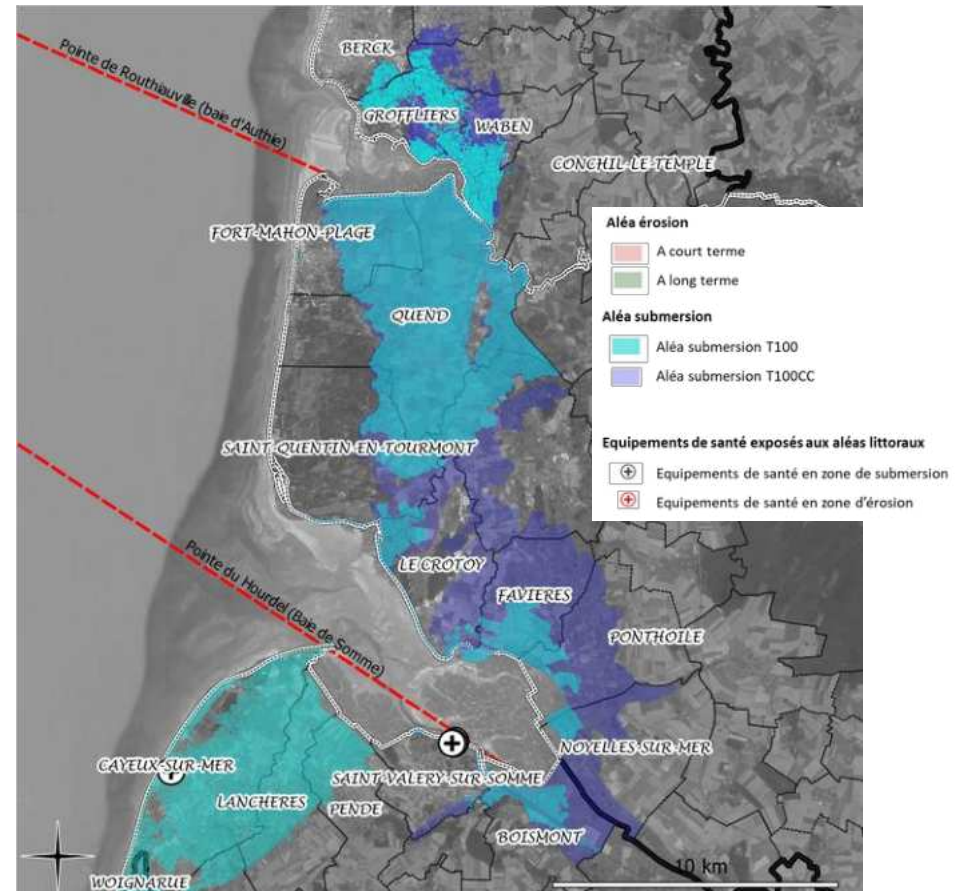 BERCK
Pointe de Routhiauville (baie d'Authie)
GROFFLIERS
WABEN
CONCHIL-LE-TEMPLE
FORT-MAHON-PLAGE
QUEND
SAINT-QUENTIN-EN-TOURMONT
Pointe du Hourdel (Baie de Somme)
LE CROTOY
FAVIERES
PONTHOILE
NOYELLES-SUR-MER
CAYEUX-SUR-MER
SAINT-VALERY-SUR-SOMME
LANCHERES
PENDE
BOISMONT
WOIGNARUE
10 km
Aléa érosion
A court terme
A long terme
Aléa submersion
Aléa submersion T100
Aléa submersion T100CC
Equipements de santé exposés aux aléas littoraux
Equipements de santé en zone de submersion
Equipements de santé en zone d'érosion